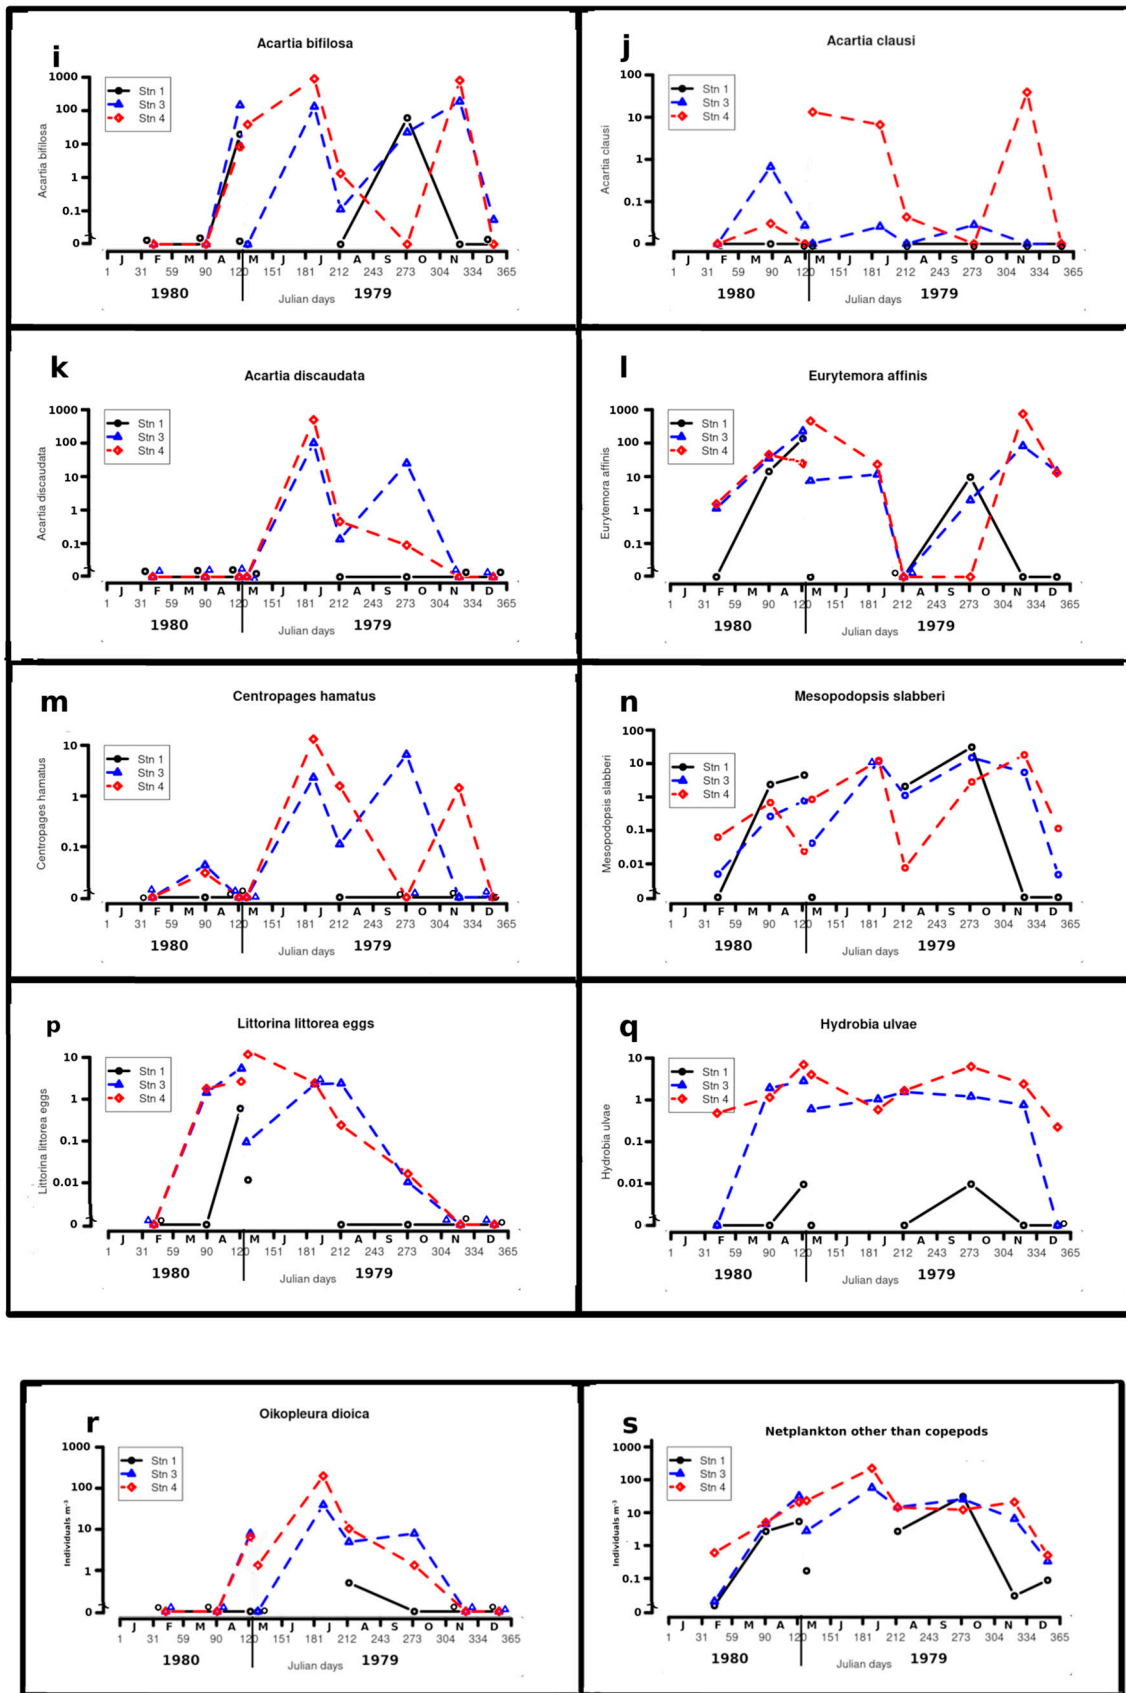 i
Acartia bifilosa
Stn 1
Stn 3
Stn 4
Acartia bifilosa
1000
100
10
1
0.1
0
J F M A M J J A S O N D
1 31 59 90 120 151 181 212 243 273 304 334 365
1980 Julian days 1979
j
Acartia clausi
Stn 1
Stn 3
Stn 4
Acartia clausi
100
10
1
0.1
0
J F M A M J J A S O N D
1 31 59 90 120 151 181 212 243 273 304 334 365
1980 Julian days 1979
k
Acartia discaudata
Stn 1
Stn 3
Stn 4
Acartia discaudata
1000
100
10
1
0.1
0
J F M A M J J A S O N D
1 31 59 90 120 151 181 212 243 273 304 334 365
1980 Julian days 1979
l
Eurytemora affinis
Stn 1
Stn 3
Stn 4
Eurytemora affinis
1000
100
10
1
0.1
0
J F M A M J J A S O N D
1 31 59 90 120 151 181 212 243 273 304 334 365
1980 Julian days 1979
m
Centropages hamatus
Stn 1
Stn 3
Stn 4
Centropages hamatus
10
1
0.1
0
J F M A M J J A S O N D
1 31 59 90 120 151 181 212 243 273 304 334 365
1980 Julian days 1979
n
Mesopodopsis slabberi
Stn 1
Stn 3
Stn 4
Mesopodopsis slabberi
100
10
1
0.1
0.01
0
J F M A M J J A S O N D
1 31 59 90 120 151 181 212 243 273 304 334 365
1980 Julian days 1979
p
Littorina littorea eggs
Stn 1
Stn 3
Stn 4
Littorina littorea eggs
10
1
0.1
0.01
0
J F M A M J J A S O N D
1 31 59 90 120 151 181 212 243 273 304 334 365
1980 Julian days 1979
q
Hydrobia ulvae
Stn 1
Stn 3
Stn 4
Hydrobia ulvae
10
1
0.1
0.01
0
J F M A M J J A S O N D
1 31 59 90 120 151 181 212 243 273 304 334 365
1980 Julian days 1979
r
Oikopleura dioica
Stn 1
Stn 3
Stn 4
Individuals m⁻³
1000
100
10
1
0
J F M A M J J A S O N D
1 31 59 90 120 151 181 212 243 273 304 334 365
1980 Julian days 1979
s
Netplankton other than copepods
Stn 1
Stn 3
Stn 4
Individuals m⁻³
1000
100
10
1
0.1
0
J F M A M J J A S O N D
1 31 59 90 120 151 181 212 243 273 304 334 365
1980 Julian days 1979